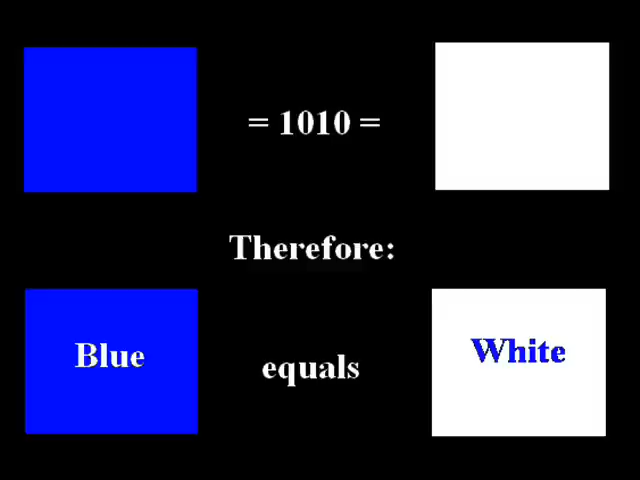 = 1010 =
Therefore:
Blue
equals
White